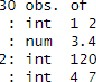 30 obs. of
: int 1 2
: num 3.4
2: int 120
: int 4 7